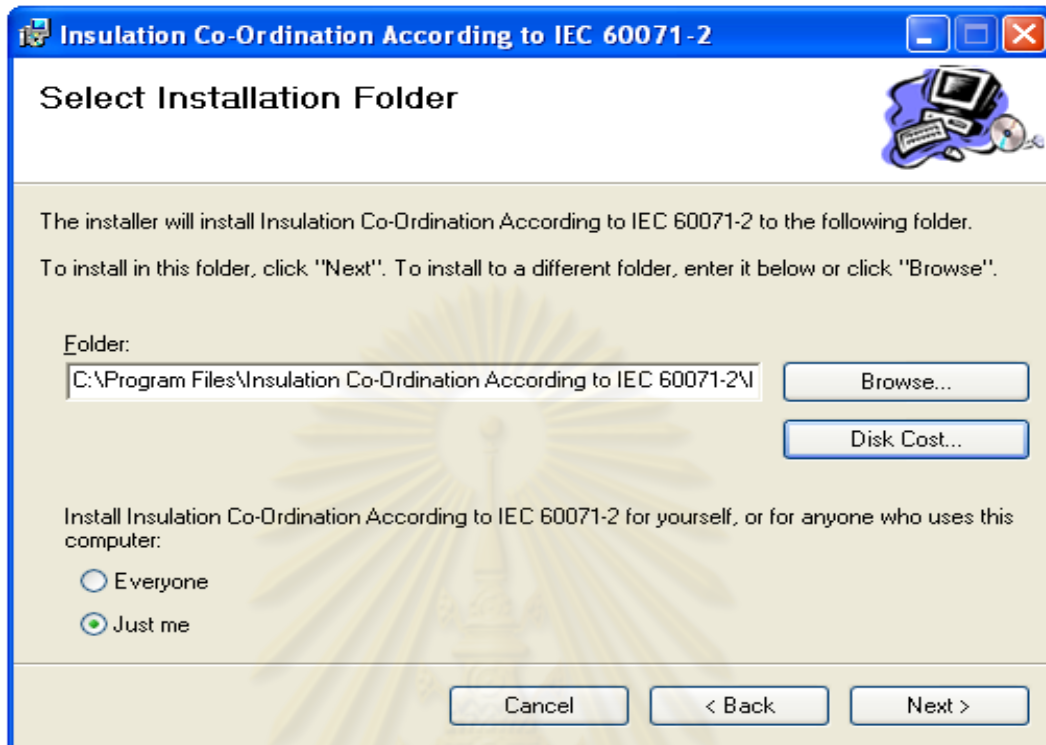 Insulation Co-Ordination According to IEC 60071-2
Select Installation Folder
The installer will install Insulation Co-Ordination According to IEC 60071-2 to the following folder.
To install in this folder, click "Next". To install to a different folder, enter it below or click "Browse".
Folder:
C:\Program Files\Insulation Co-Ordination According to IEC 60071-2\I
Browse...
Disk Cost...
Install Insulation Co-Ordination According to IEC 60071-2 for yourself, or for anyone who uses this
computer:
Everyone
Just me
Cancel
< Back
Next >